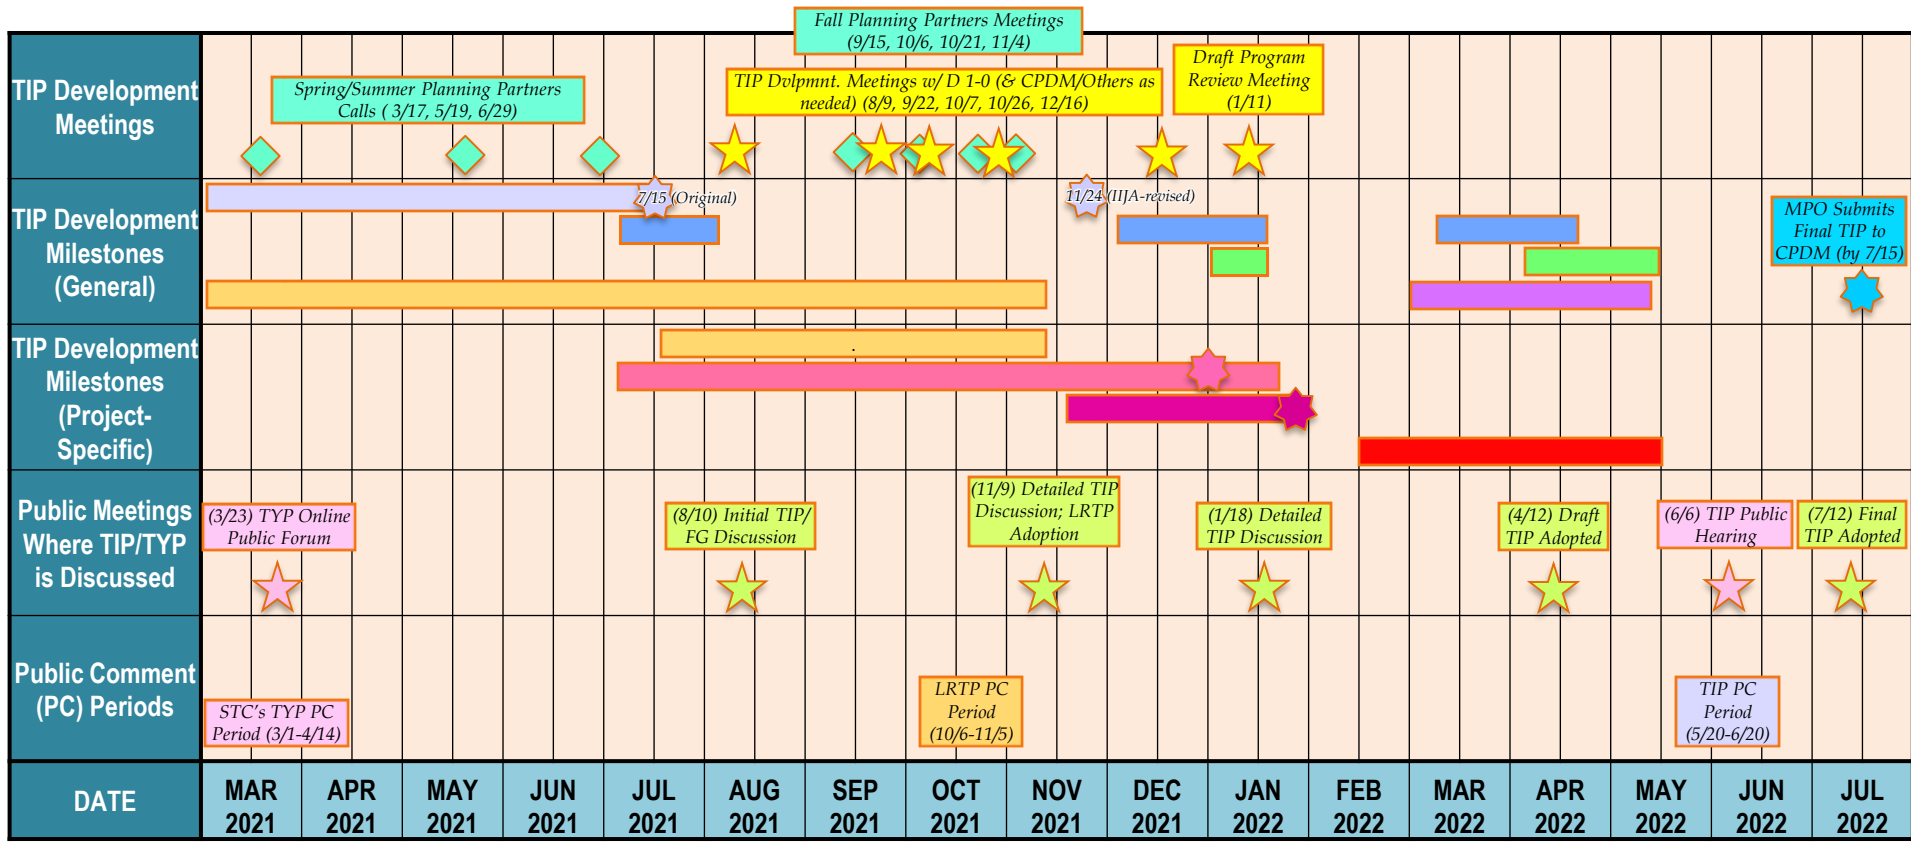 Fall Planning Partners Meetings
(9/15, 10/6, 10/21, 11/4)
TIP Development
Meetings
Spring/Summer Planning Partners
Calls ( 3/17, 5/19, 6/29)
TIP Dvlpmnt. Meetings w/ D 1-0 (& CPDM/Others as
needed) (8/9, 9/22, 10/7, 10/26, 12/16)
Draft Program
Review Meeting
(1/11)
TIP Development
Milestones
(General)
7/15 (Original)
11/24 (IIJA-revised)
MPO Submits
Final TIP to
CPDM (by 7/15)
TIP Development
Milestones
(Project-
Specific)
.
Public Meetings
Where TIP/TYP
is Discussed
(3/23) TYP Online
Public Forum
(8/10) Initial TIP/
FG Discussion
(11/9) Detailed TIP
Discussion; LRTP
Adoption
(1/18) Detailed
TIP Discussion
(4/12) Draft
TIP Adopted
(6/6) TIP Public
Hearing
(7/12) Final
TIP Adopted
Public Comment
(PC) Periods
STC's TYP PC
Period (3/1-4/14)
LRTP PC
Period
(10/6-11/5)
TIP PC
Period
(5/20-6/20)
DATE
MAR
2021
APR
2021
MAY
2021
JUN
2021
JUL
2021
AUG
2021
SEP
2021
OCT
2021
NOV
2021
DEC
2021
JAN
2022
FEB
2022
MAR
2022
APR
2022
MAY
2022
JUN
2022
JUL
2022